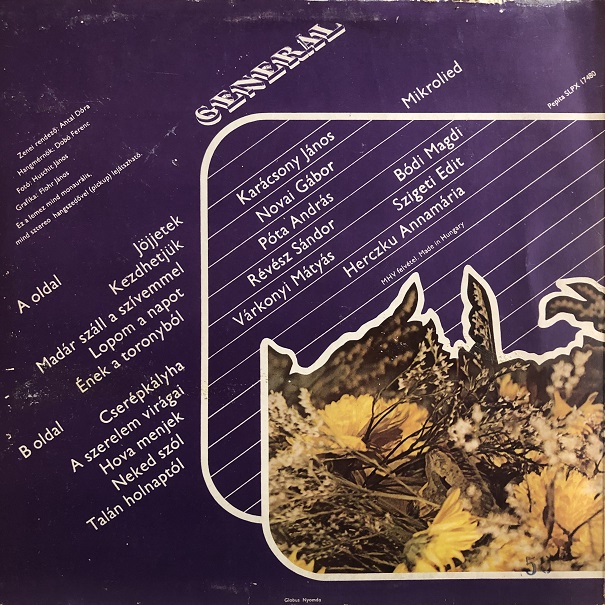 GENERAL
Mikrolied
Pepita SLPX 17480
Zenei rendező: Antal Dóra
Hangmérnök: Dobó Ferenc
Fotó: Huschit János
Grafika: Flohr János
Ez a lemez mind monaurális,
mind sztereo hangszedővel (pickup) lejátszható.
Karácsony János
Novai Gábor
Póta András
Révész Sándor
Várkonyi Mátyás
Bódi Magdi
Szigeti Edit
Herczku Annamária
MHV felvétel, Made in Hungary
A oldal
Jöjjetek
Kezdhetjük
Madár száll a szívemmel
Lopom a napot
Ének a toronyból
B oldal
Cserépkályha
A szerelem virágai
Hova menjek
Neked szól
Talán holnaptól
Globus Nyomda